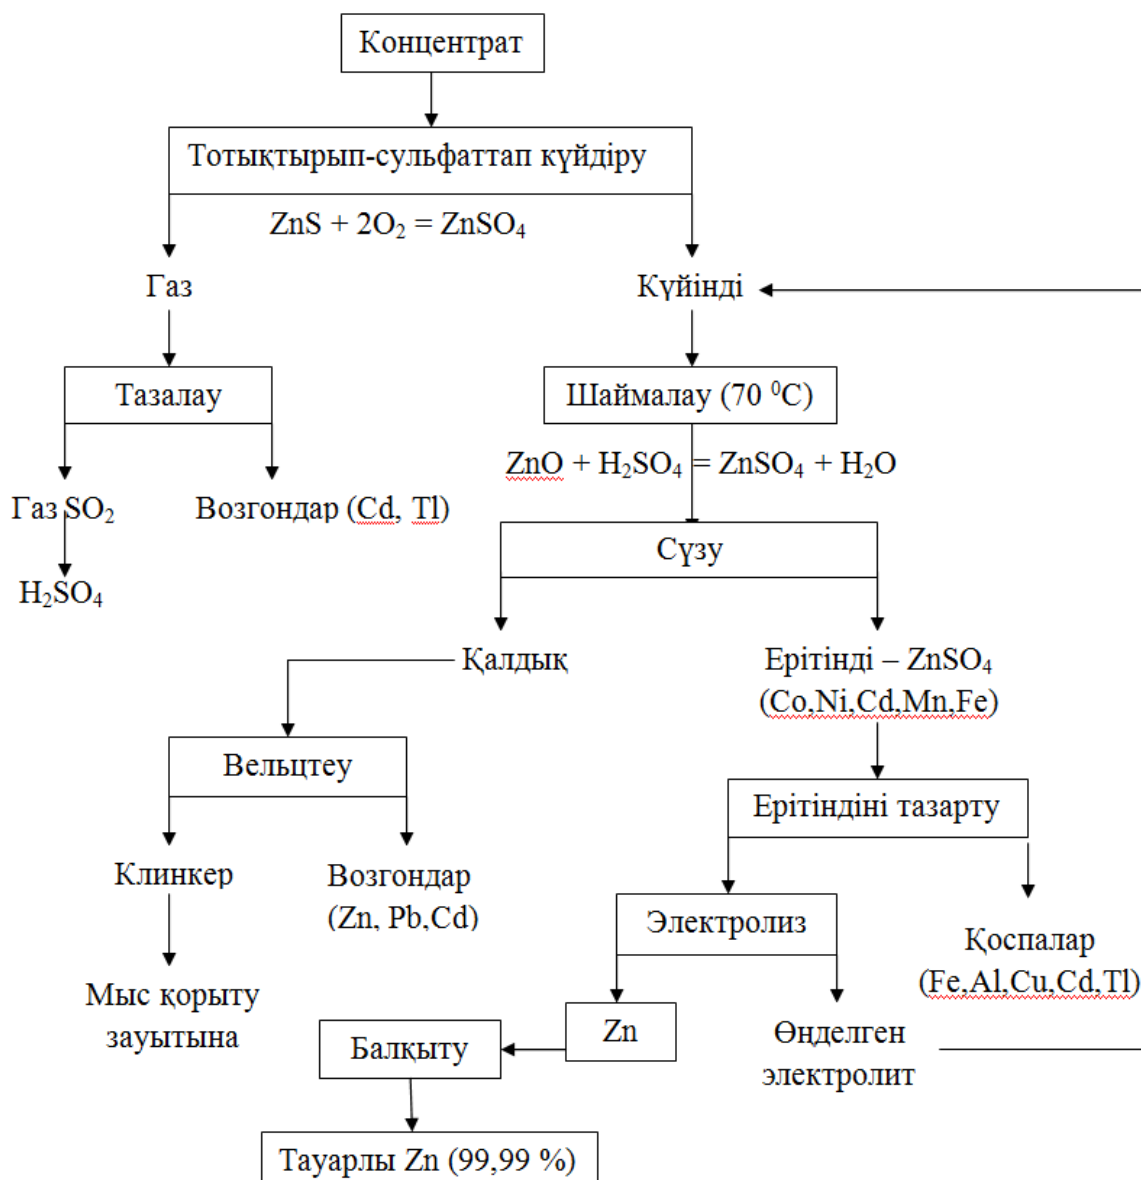 Концентрат
Тотықтырып-сульфаттап күйдіру
ZnS + 2O₂ = ZnSO₄
Газ
Күйінді
Тазалау
Шаймалау (70 ⁰C)
ZnO + H₂SO₄ = ZnSO₄ + H₂O
Газ SO₂
Возгондар (Cd, Tl)
Сүзу
H₂SO₄
Қалдық
Ерітінді – ZnSO₄
(Co,Ni,Cd,Mn,Fe)
Вельцтеу
Ерітіндіні тазарту
Клинкер
Возгондар
(Zn, Pb,Cd)
Электролиз
Қоспалар
(Fe,Al,Cu,Cd,Tl)
Мыс қорыту
зауытына
Zn
Балқыту
Өңделген
электролит
Тауарлы Zn (99,99 %)